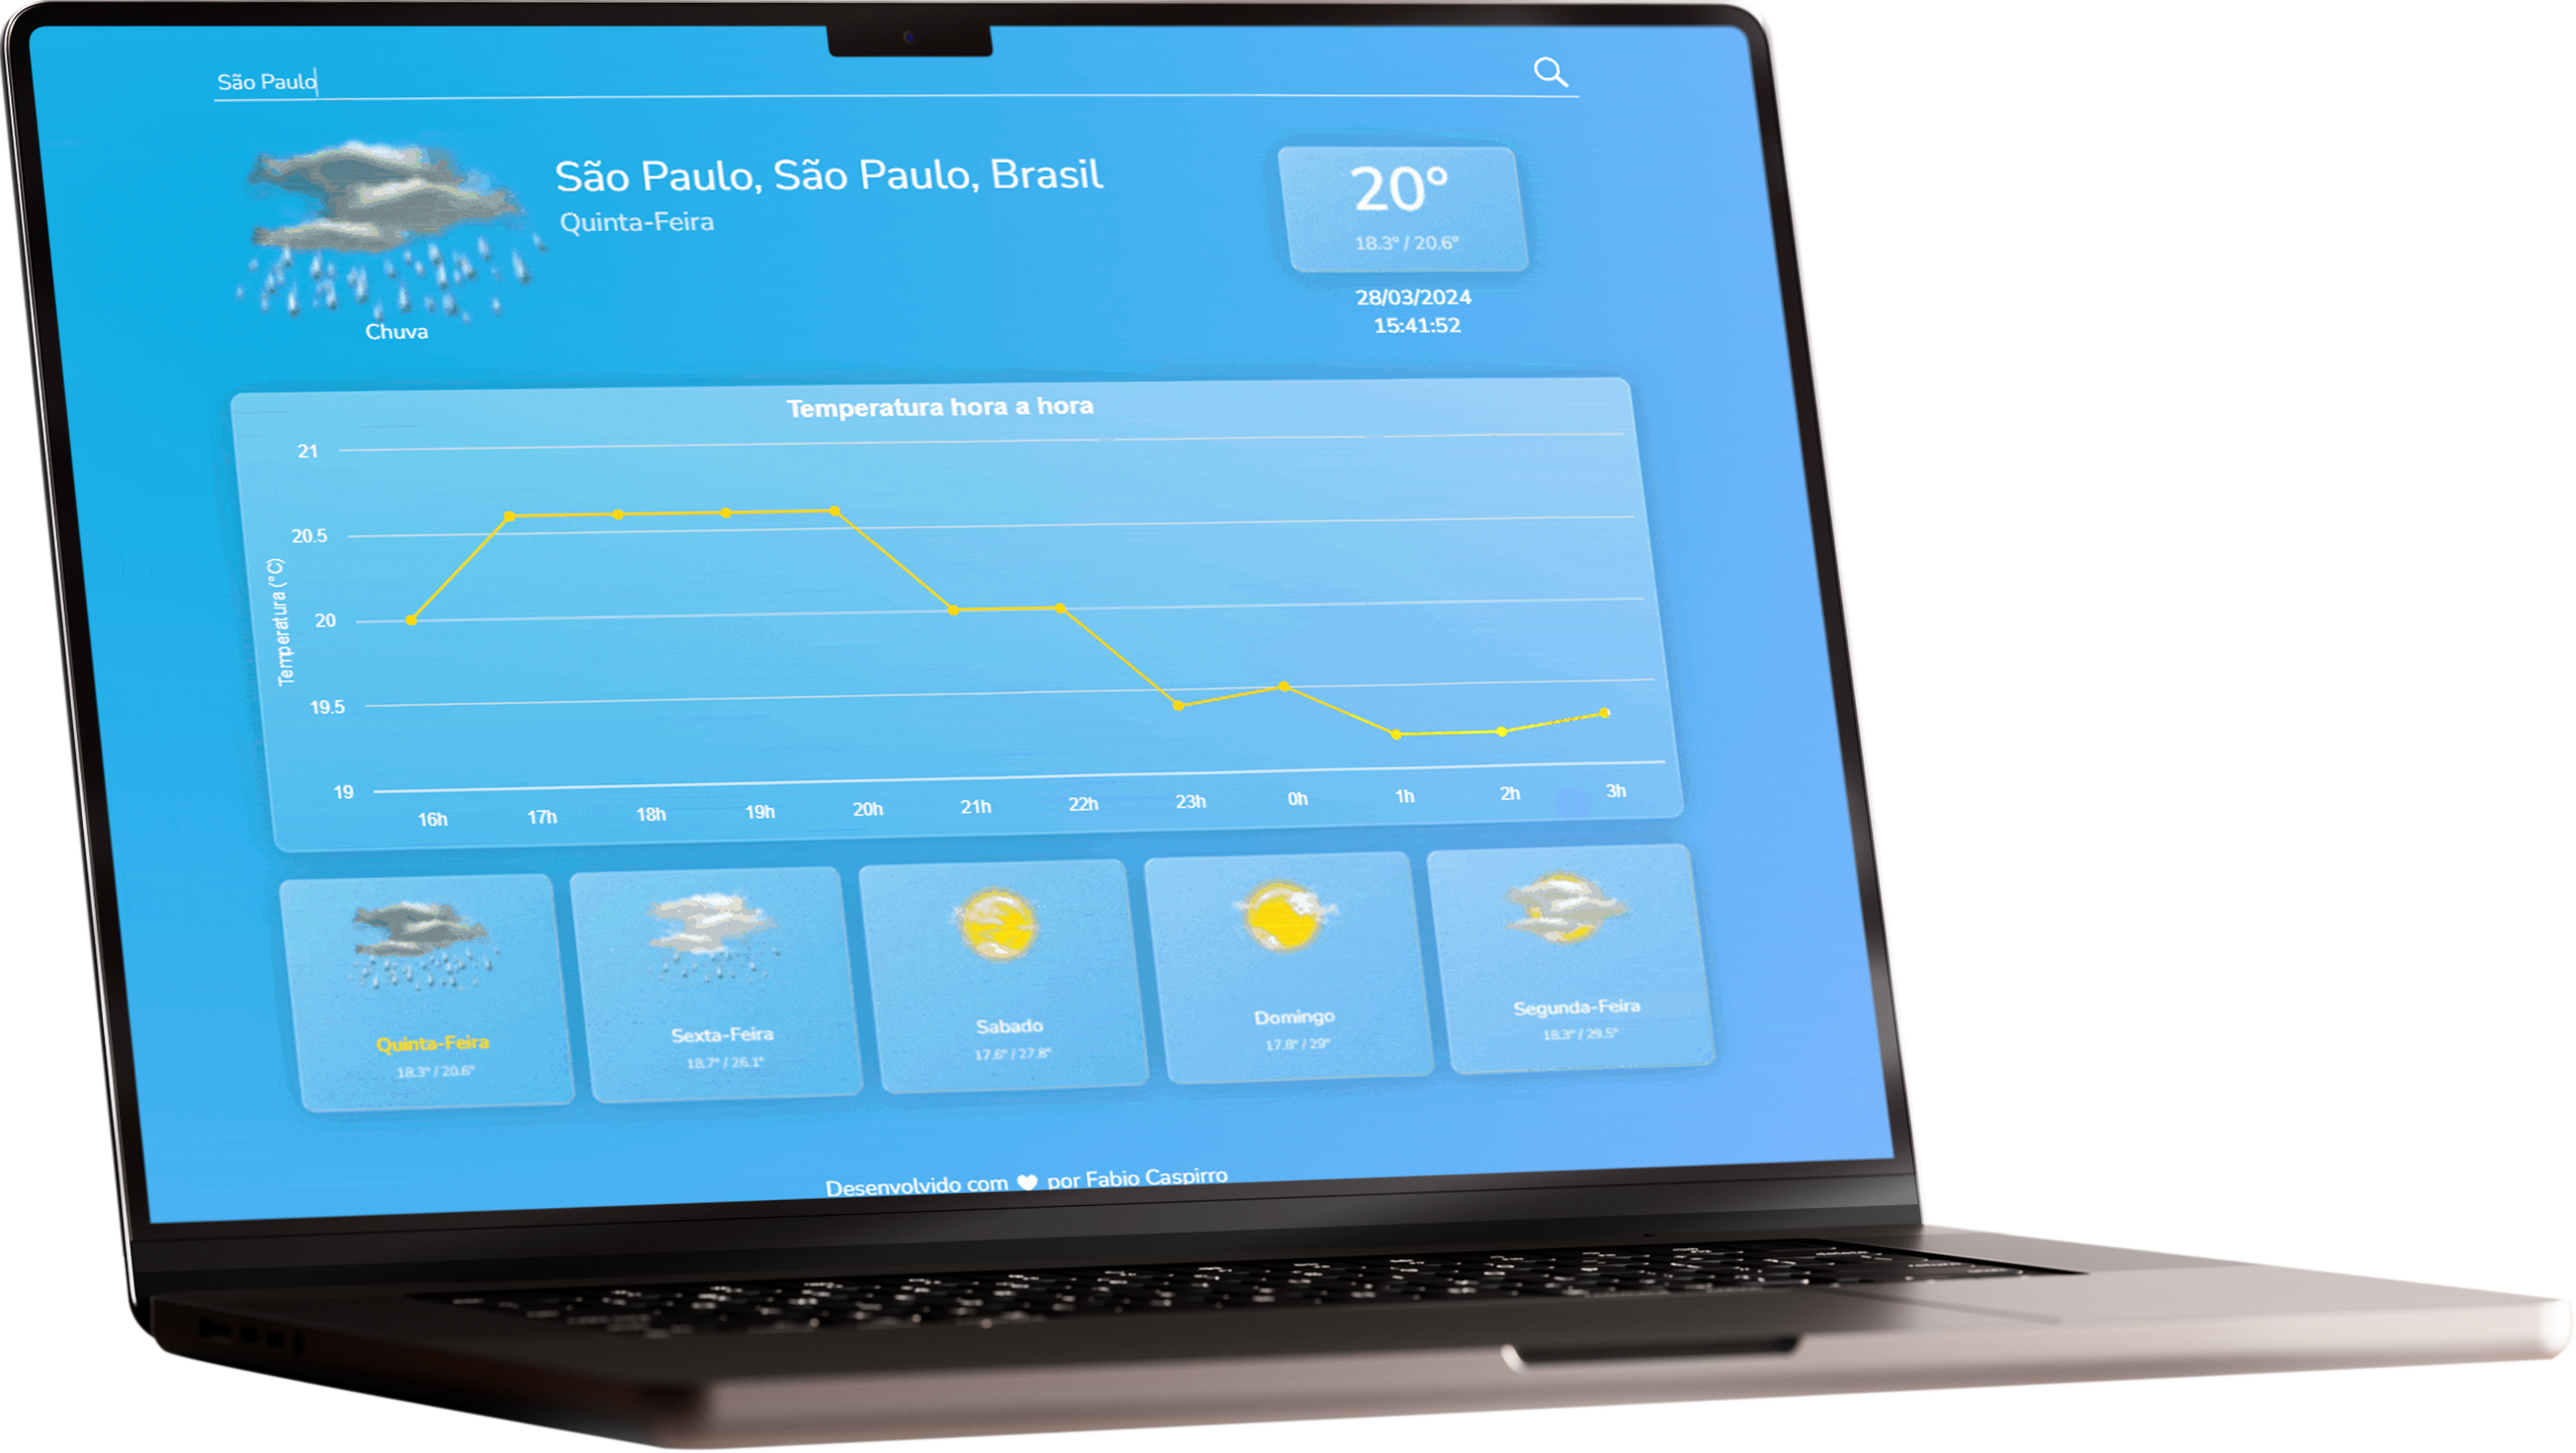 São Paulo
São Paulo, São Paulo, Brasil
Quinta-Feira
20°
18.3° / 20.6°
28/03/2024
15:41:52
Chuva
Temperatura hora a hora
Temperatura (°C)
21
20.5
20
19.5
19
16h 17h 18h 19h 20h 21h 22h 23h 0h 1h 2h 3h
Quinta-Feira
18.3° / 20.6°
Sexta-Feira
18.7° / 26.1°
Sabado
17.6° / 27.8°
Domingo
17.8° / 29°
Segunda-Feira
18.3° / 29.5°
Desenvolvido com ♥ por Fabio Caspirro